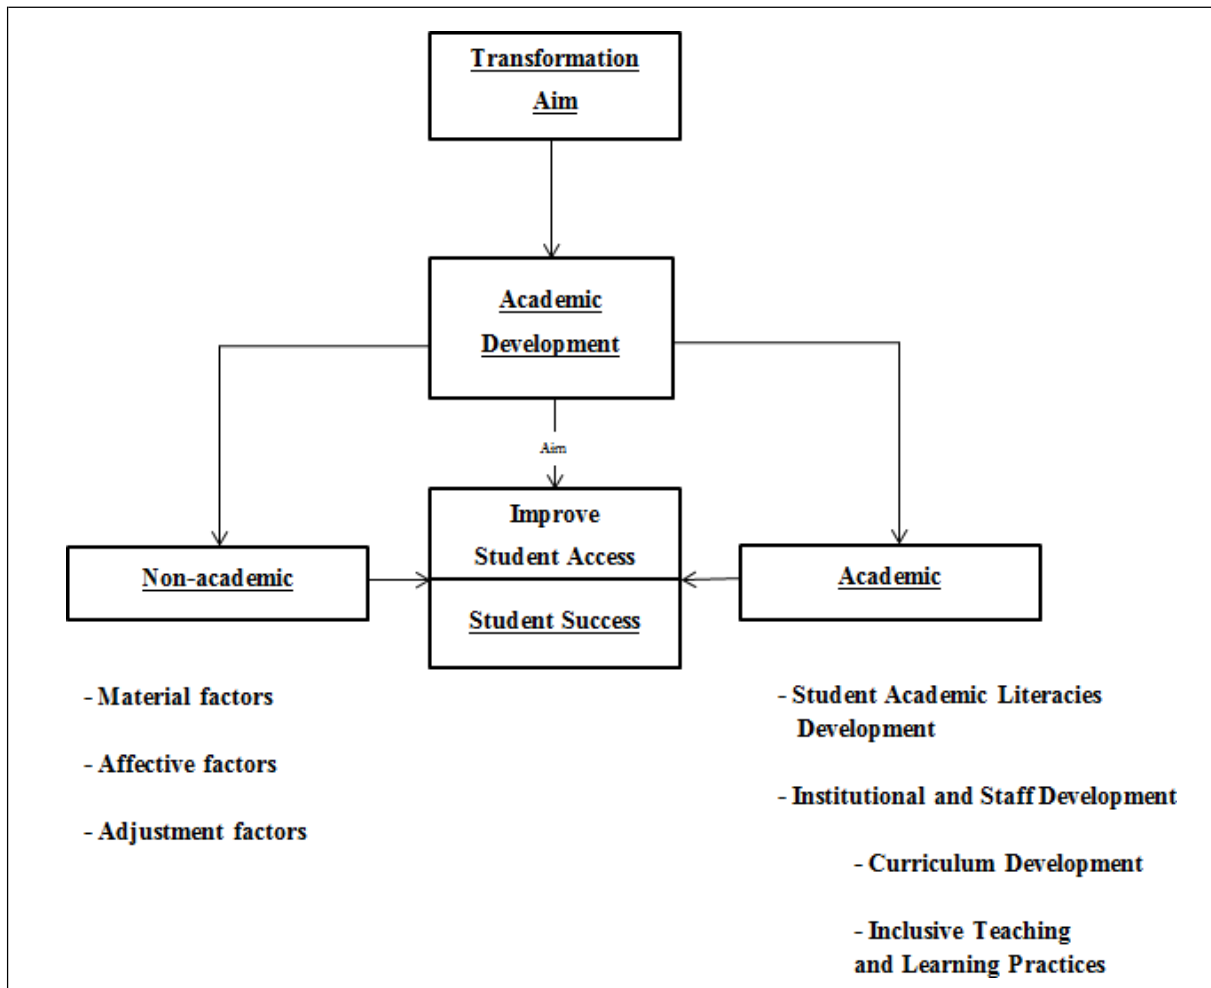 Transformation
Aim
Academic
Development
Aim
Improve
Student Access
Non-academic
Academic
Student Success
- Material factors
- Affective factors
- Adjustment factors
- Student Academic Literacies
Development
- Institutional and Staff Development
- Curriculum Development
- Inclusive Teaching
and Learning Practices